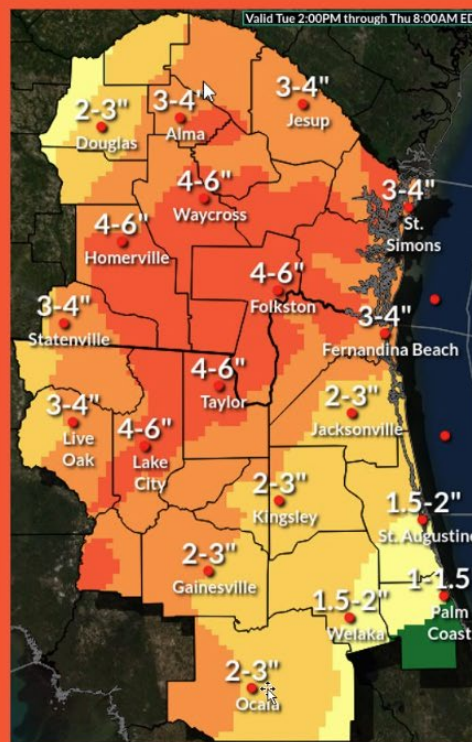 Valid Tue 2:00PM through Thu 8:00AM ED
3-4"
Jesup
2-3"
Douglas
3-4"
Alma
4-6"
Waycross
3-4"
St.
Simons
4-6"
Homerville
4-6"
Folkston
3-4"
Statenville
3-4"
Fernandina Beach
4-6"
Taylor
2-3"
Jacksonville
3-4"
Live
Oak
4-6"
Lake
City
2-3"
Kingsley
1.5-2"
St. Augustine
2-3"
Gainesville
1-1.5
Palm
Coast
1.5-2"
Welaka
2-3"
Ocala